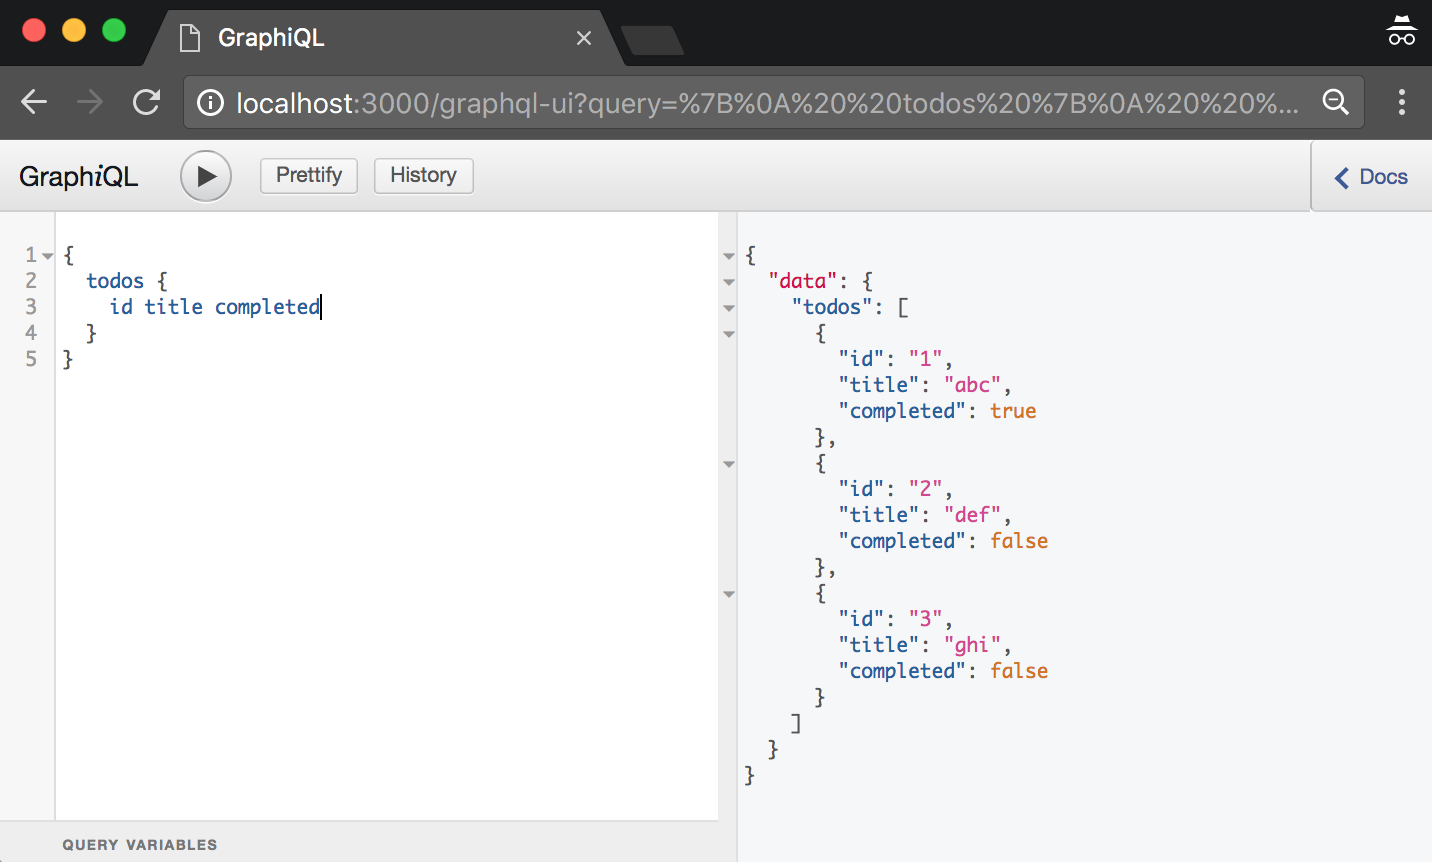 GraphiQL
localhost:3000/graphql-ui?query=%7B%0A%20%20todos%20%7B%0A%20%20%...
GraphiQL
Prettify
History
Docs
1 {
2 todos {
3 id title completed
4 }
5 }
{
"data": {
"todos": [
{
"id": "1",
"title": "abc",
"completed": true
},
{
"id": "2",
"title": "def",
"completed": false
},
{
"id": "3",
"title": "ghi",
"completed": false
}
]
}
}
QUERY VARIABLES